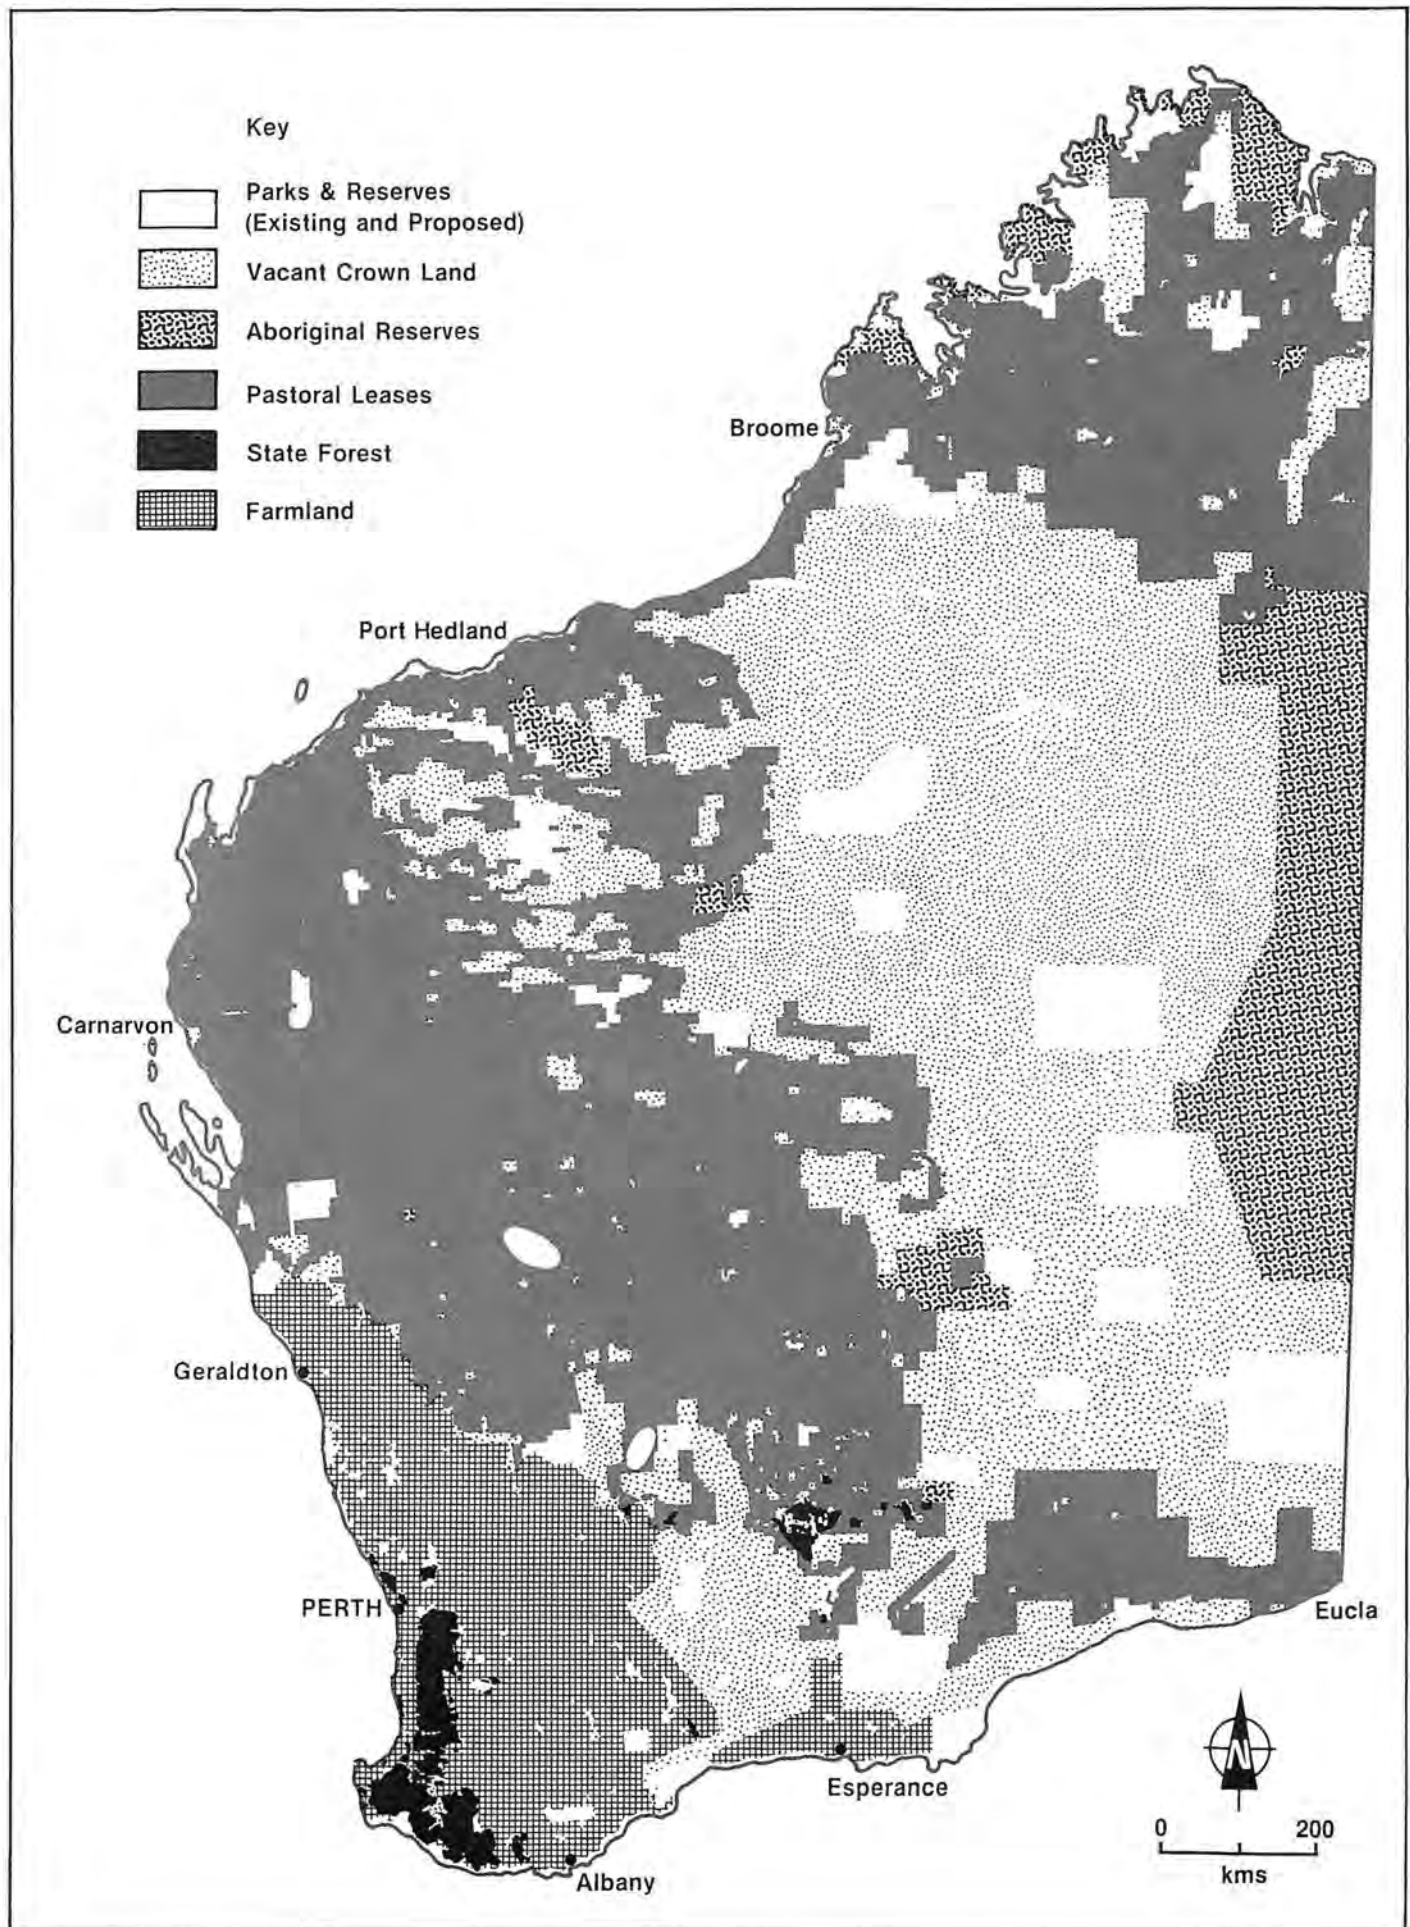 Key
Parks & Reserves
(Existing and Proposed)
Vacant Crown Land
Aboriginal Reserves
Pastoral Leases
State Forest
Farmland
Broome
Port Hedland
Carnarvon
Geraldton
PERTH
Eucla
Esperance
Albany
N
0 200
kms